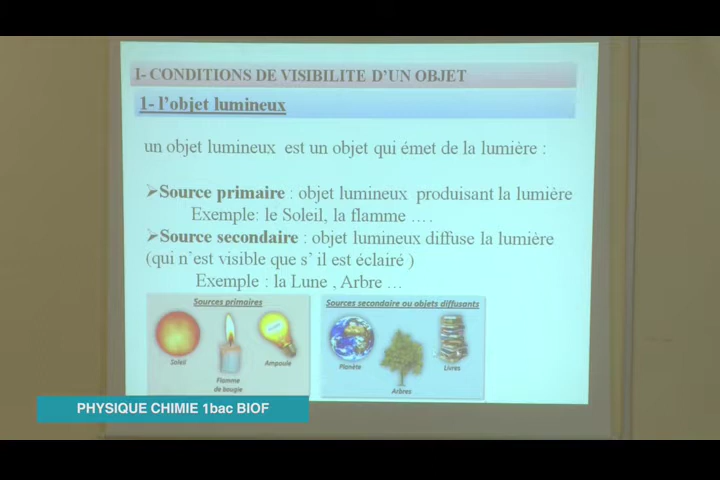 I- CONDITIONS DE VISIBILITE D'UN OBJET
1- l'objet lumineux
un objet lumineux est un objet qui émet de la lumière :
➢Source primaire : objet lumineux produisant la lumière
Exemple: le Soleil, la flamme ….
➢Source secondaire : objet lumineux diffuse la lumière
(qui n'est visible que s' il est éclairé )
Exemple : la Lune , Arbre …
Sources primaires
Soleil
Flamme
de bougie
Ampoule
Sources secondaire ou objets diffusants
Planète
Arbres
Livres
PHYSIQUE CHIMIE 1bac BIOF